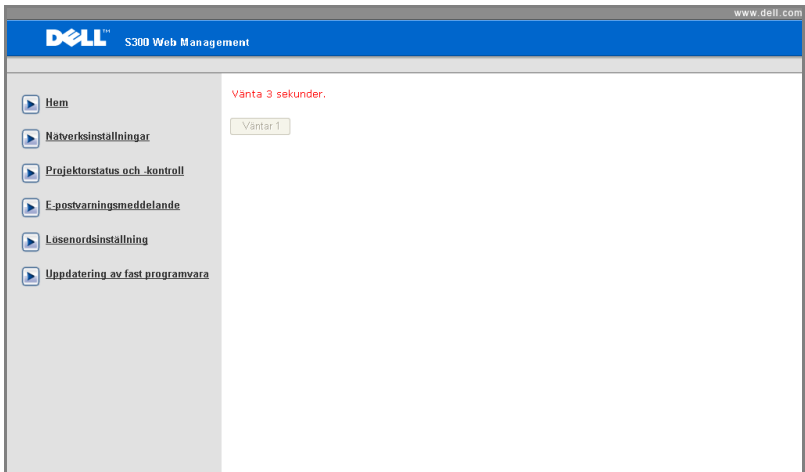 www.dell.com
DELL™ S300 Web Management
Vänta 3 sekunder.
Väntar 1
Hem
Nätverksinställningar
Projektorstatus och -kontroll
E-postvarningsmeddelande
Lösenordsinställning
Uppdatering av fast programvara